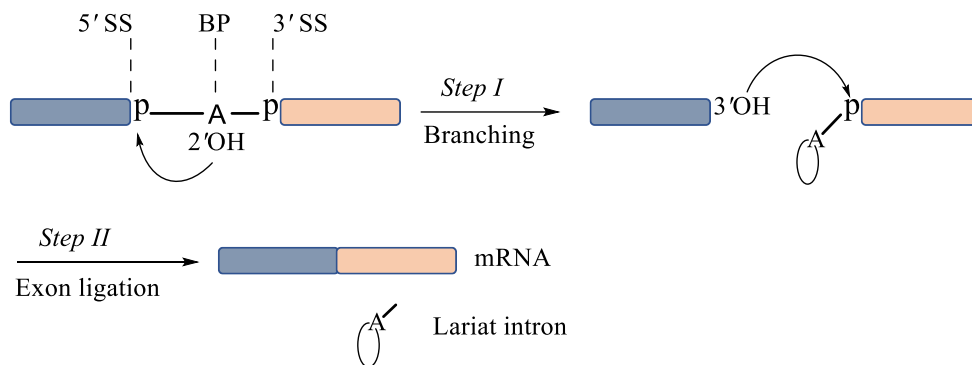 5′ SS BP 3′ SS
p A p
2′OH
Step I
Branching
3′OH p
A
Step II
Exon ligation
mRNA
A
Lariat intron